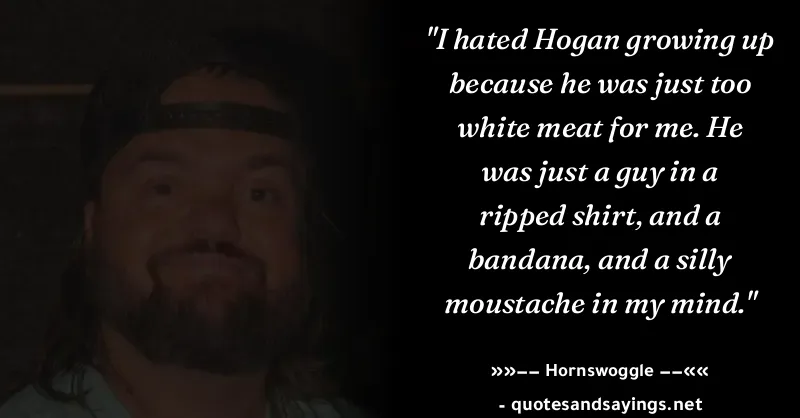 "I hated Hogan growing up
because he was just too
white meat for me. He
was just a guy in a
ripped shirt, and a
bandana, and a silly
moustache in my mind."
»»–– Hornswoggle ––««
- quotesandsayings.net